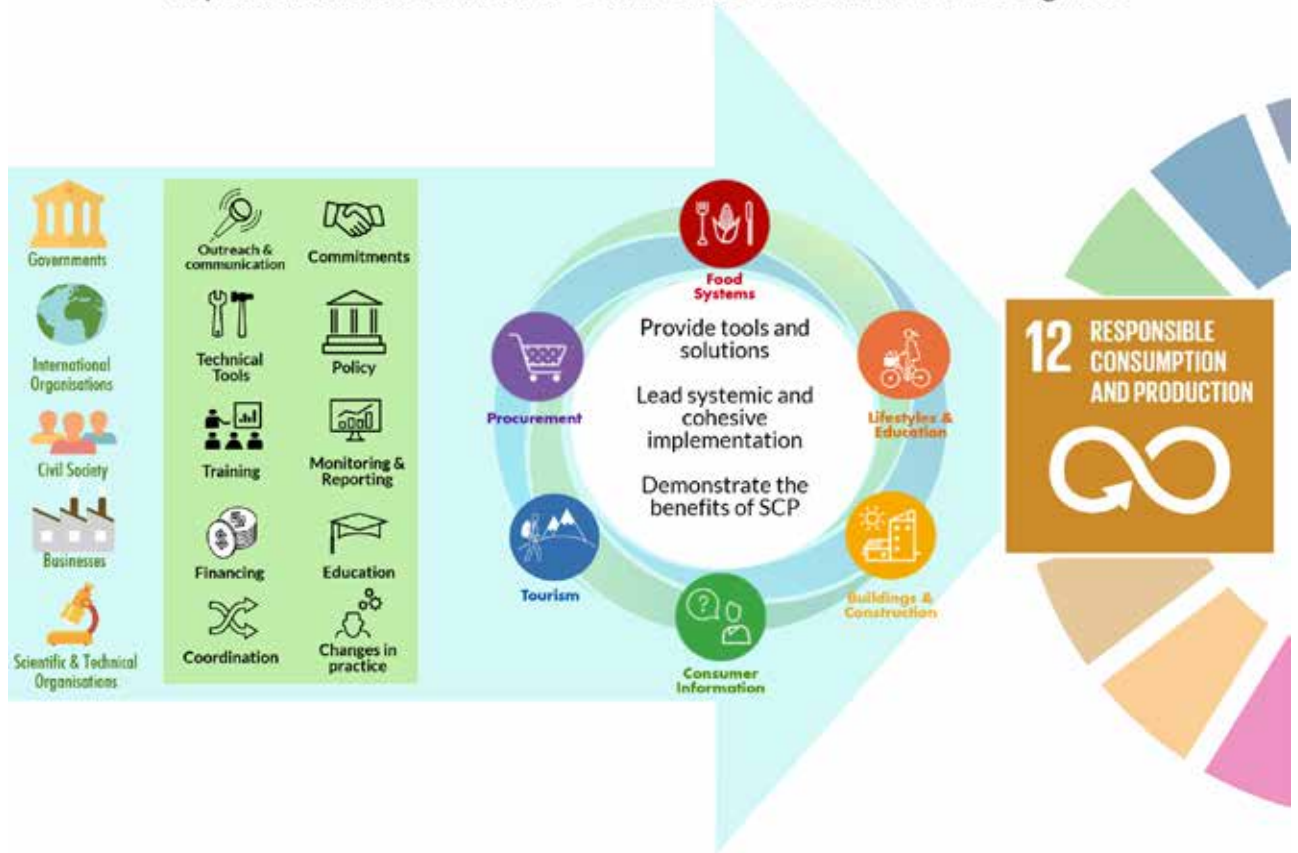 Governments
International
Organisations
Civil Society
Businesses
Scientific & Technical
Organisations
Outreach &
communication
Commitments
Technical
Tools
Policy
Training
Monitoring &
Reporting
Financing
Education
Coordination
Changes in
practice
Food
Systems
Procurement
Lifestyles &
Education
Tourism
Buildings &
Construction
Consumer
Information
Provide tools and
solutions
Lead systemic and
cohesive
implementation
Demonstrate the
benefits of SCP
12 RESPONSIBLE
CONSUMPTION
AND PRODUCTION